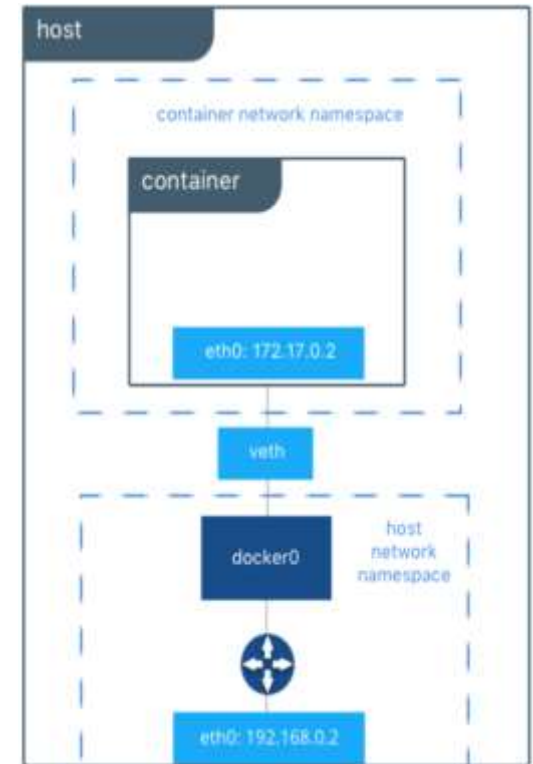 host
container network namespace
container
eth0: 172.17.0.2
veth
docker0
host
network
namespace
eth0: 192.168.0.2